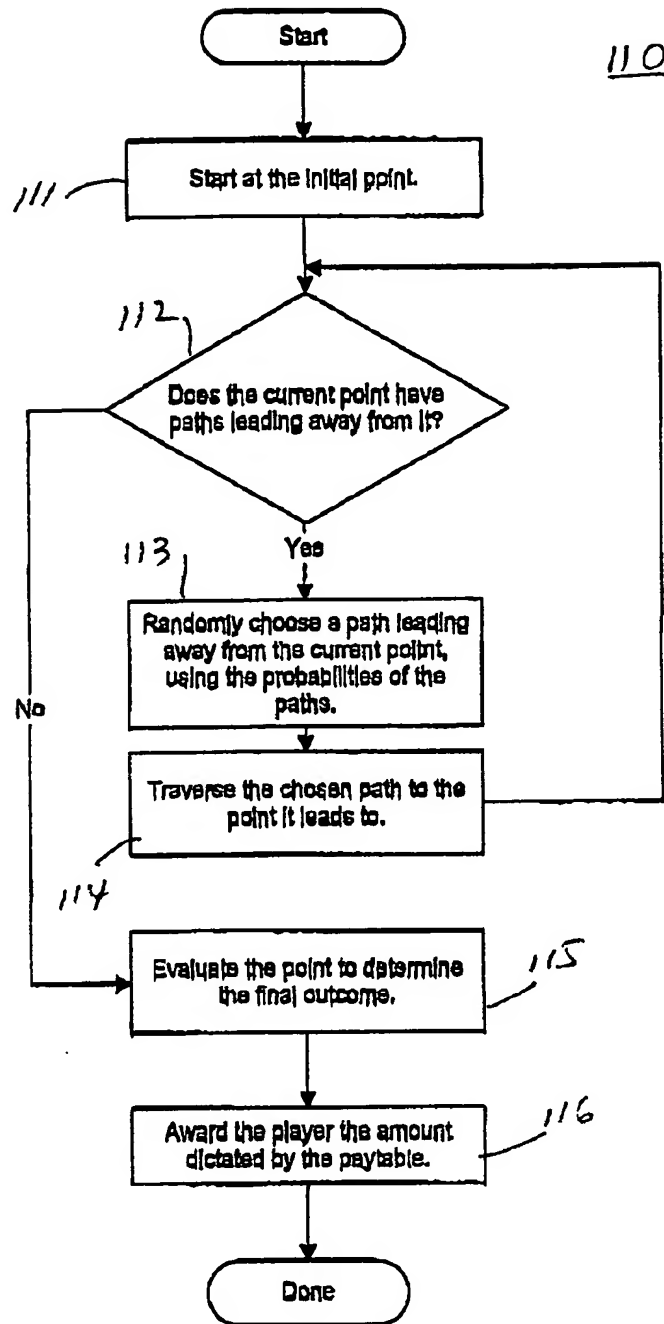 Start
110
Start at the initial point.
111
112
Does the current point have
paths leading away from it?
Yes
113
Randomly choose a path leading
away from the current point,
using the probabilities of the
paths.
No
Traverse the chosen path to the
point it leads to.
114
Evaluate the point to determine
the final outcome.
115
Award the player the amount
dictated by the paytable.
116
Done